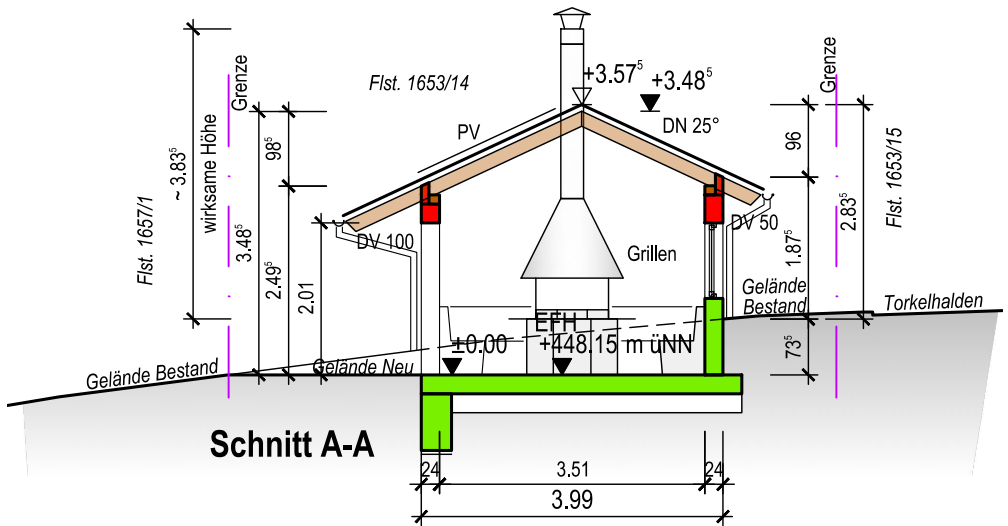 Flst. 1657/1
~ 3.83⁵
wirksame Höhe
Grenze
3.48⁵
98⁵
2.49⁵
2.01
Flst. 1653/14
PV
+3.57⁵
+3.48⁵
DN 25°
Grenze
96
1.87⁵
73⁵
2.83⁵
Flst. 1653/15
DV 100
DV 50
Grillen
Gelände
Bestand
Torkelhalden
EFH
±0.00
+448.15 m üNN
Gelände Bestand
Gelände Neu
Schnitt A-A
24
3.51
24
3.99